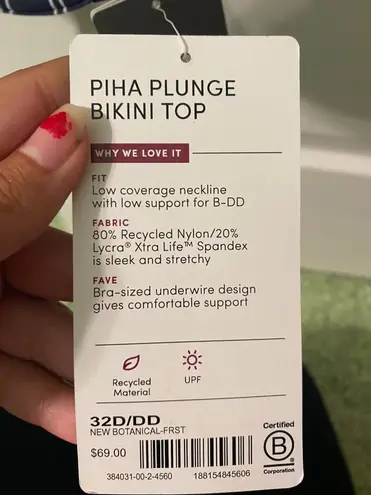 PIHA PLUNGE
BIKINI TOP
WHY WE LOVE IT
FIT
Low coverage neckline
with low support for B-DD
FABRIC
80% Recycled Nylon/20%
Lycra® Xtra Life™ Spandex
is sleek and stretchy
FAVE
Bra-sized underwire design
gives comfortable support
Recycled
Material
UPF
32D/DD
NEW BOTANICAL-FRST
$69.00
384031-00-2-4560
188154845606
Certified
B
®
Corporation